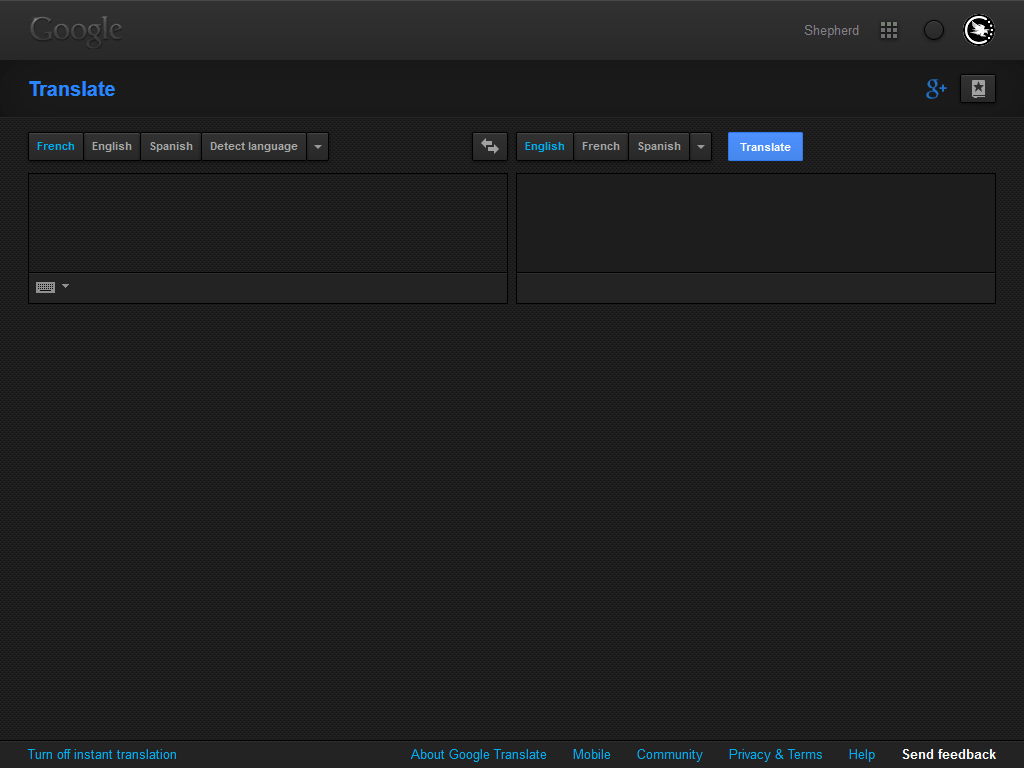 Google
Shepherd
Translate
g+
French English Spanish Detect language
English French Spanish Translate
Turn off instant translation About Google Translate Mobile Community Privacy & Terms Help Send feedback